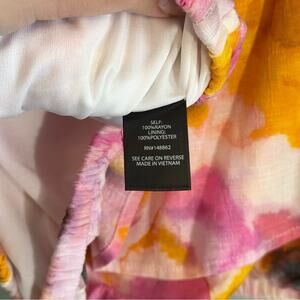 SELF:
100%RAYON
LINING:
100%POLYESTER
RN#148862
SEE CARE ON REVERSE
MADE IN VIETNAM